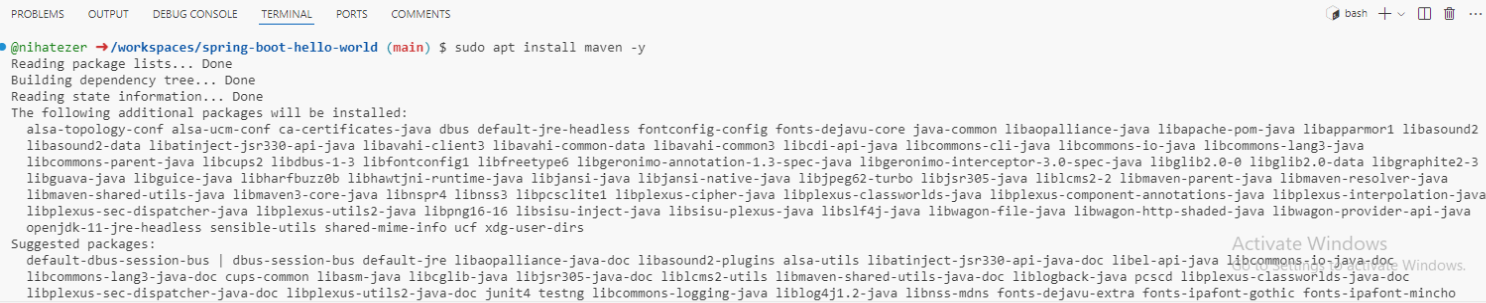 PROBLEMS OUTPUT DEBUG CONSOLE TERMINAL PORTS COMMENTS bash
@nihatezer ➜ /workspaces/spring-boot-hello-world (main) $ sudo apt install maven -y
Reading package lists... Done
Building dependency tree... Done
Reading state information... Done
The following additional packages will be installed:
alsa-topology-conf alsa-ucm-conf ca-certificates-java dbus default-jre-headless fontconfig-config fonts-dejavu-core java-common libaopalliance-java libapache-pom-java libapparmor1 libasound2
libasound2-data libatinject-jsr330-api-java libavahi-client3 libavahi-common-data libavahi-common3 libcdi-api-java libcommons-cli-java libcommons-io-java libcommons-lang3-java
libcommons-parent-java libcups2 libdbus-1-3 libfontconfig1 libfreetype6 libgeronimo-annotation-1.3-spec-java libgeronimo-interceptor-3.0-spec-java libglib2.0-0 libglib2.0-data libgraphite2-3
libguava-java libguice-java libharfbuzz0b libhawtjni-runtime-java libjansi-java libjansi-native-java libjpeg62-turbo libjsr305-java liblcms2-2 libmaven-parent-java libmaven-resolver-java
libmaven-shared-utils-java libmaven3-core-java libnspr4 libnss3 libpcsclite1 libplexus-cipher-java libplexus-classworlds-java libplexus-component-annotations-java libplexus-interpolation-java
libplexus-sec-dispatcher-java libplexus-utils2-java libpng16-16 libsisu-inject-java libsisu-plexus-java libslf4j-java libwagon-file-java libwagon-http-shaded-java libwagon-provider-api-java
openjdk-11-jre-headless sensible-utils shared-mime-info ucf xdg-user-dirs
Suggested packages:
default-dbus-session-bus | dbus-session-bus default-jre libaopalliance-java-doc libasound2-plugins alsa-utils libatinject-jsr330-api-java-doc libel-api-java libcommons-io-java-doc
libcommons-lang3-java-doc cups-common libasm-java libcglib-java libjsr305-java-doc liblcms2-utils libmaven-shared-utils-java-doc liblogback-java pcscd libplexus-classworlds-java-doc
libplexus-sec-dispatcher-java-doc libplexus-utils2-java-doc junit4 testng libcommons-logging-java liblog4j1.2-java libnss-mdns fonts-dejavu-extra fonts-ipafont-gothic fonts-ipafont-mincho
Activate Windows
Go to Settings to activate Windows.